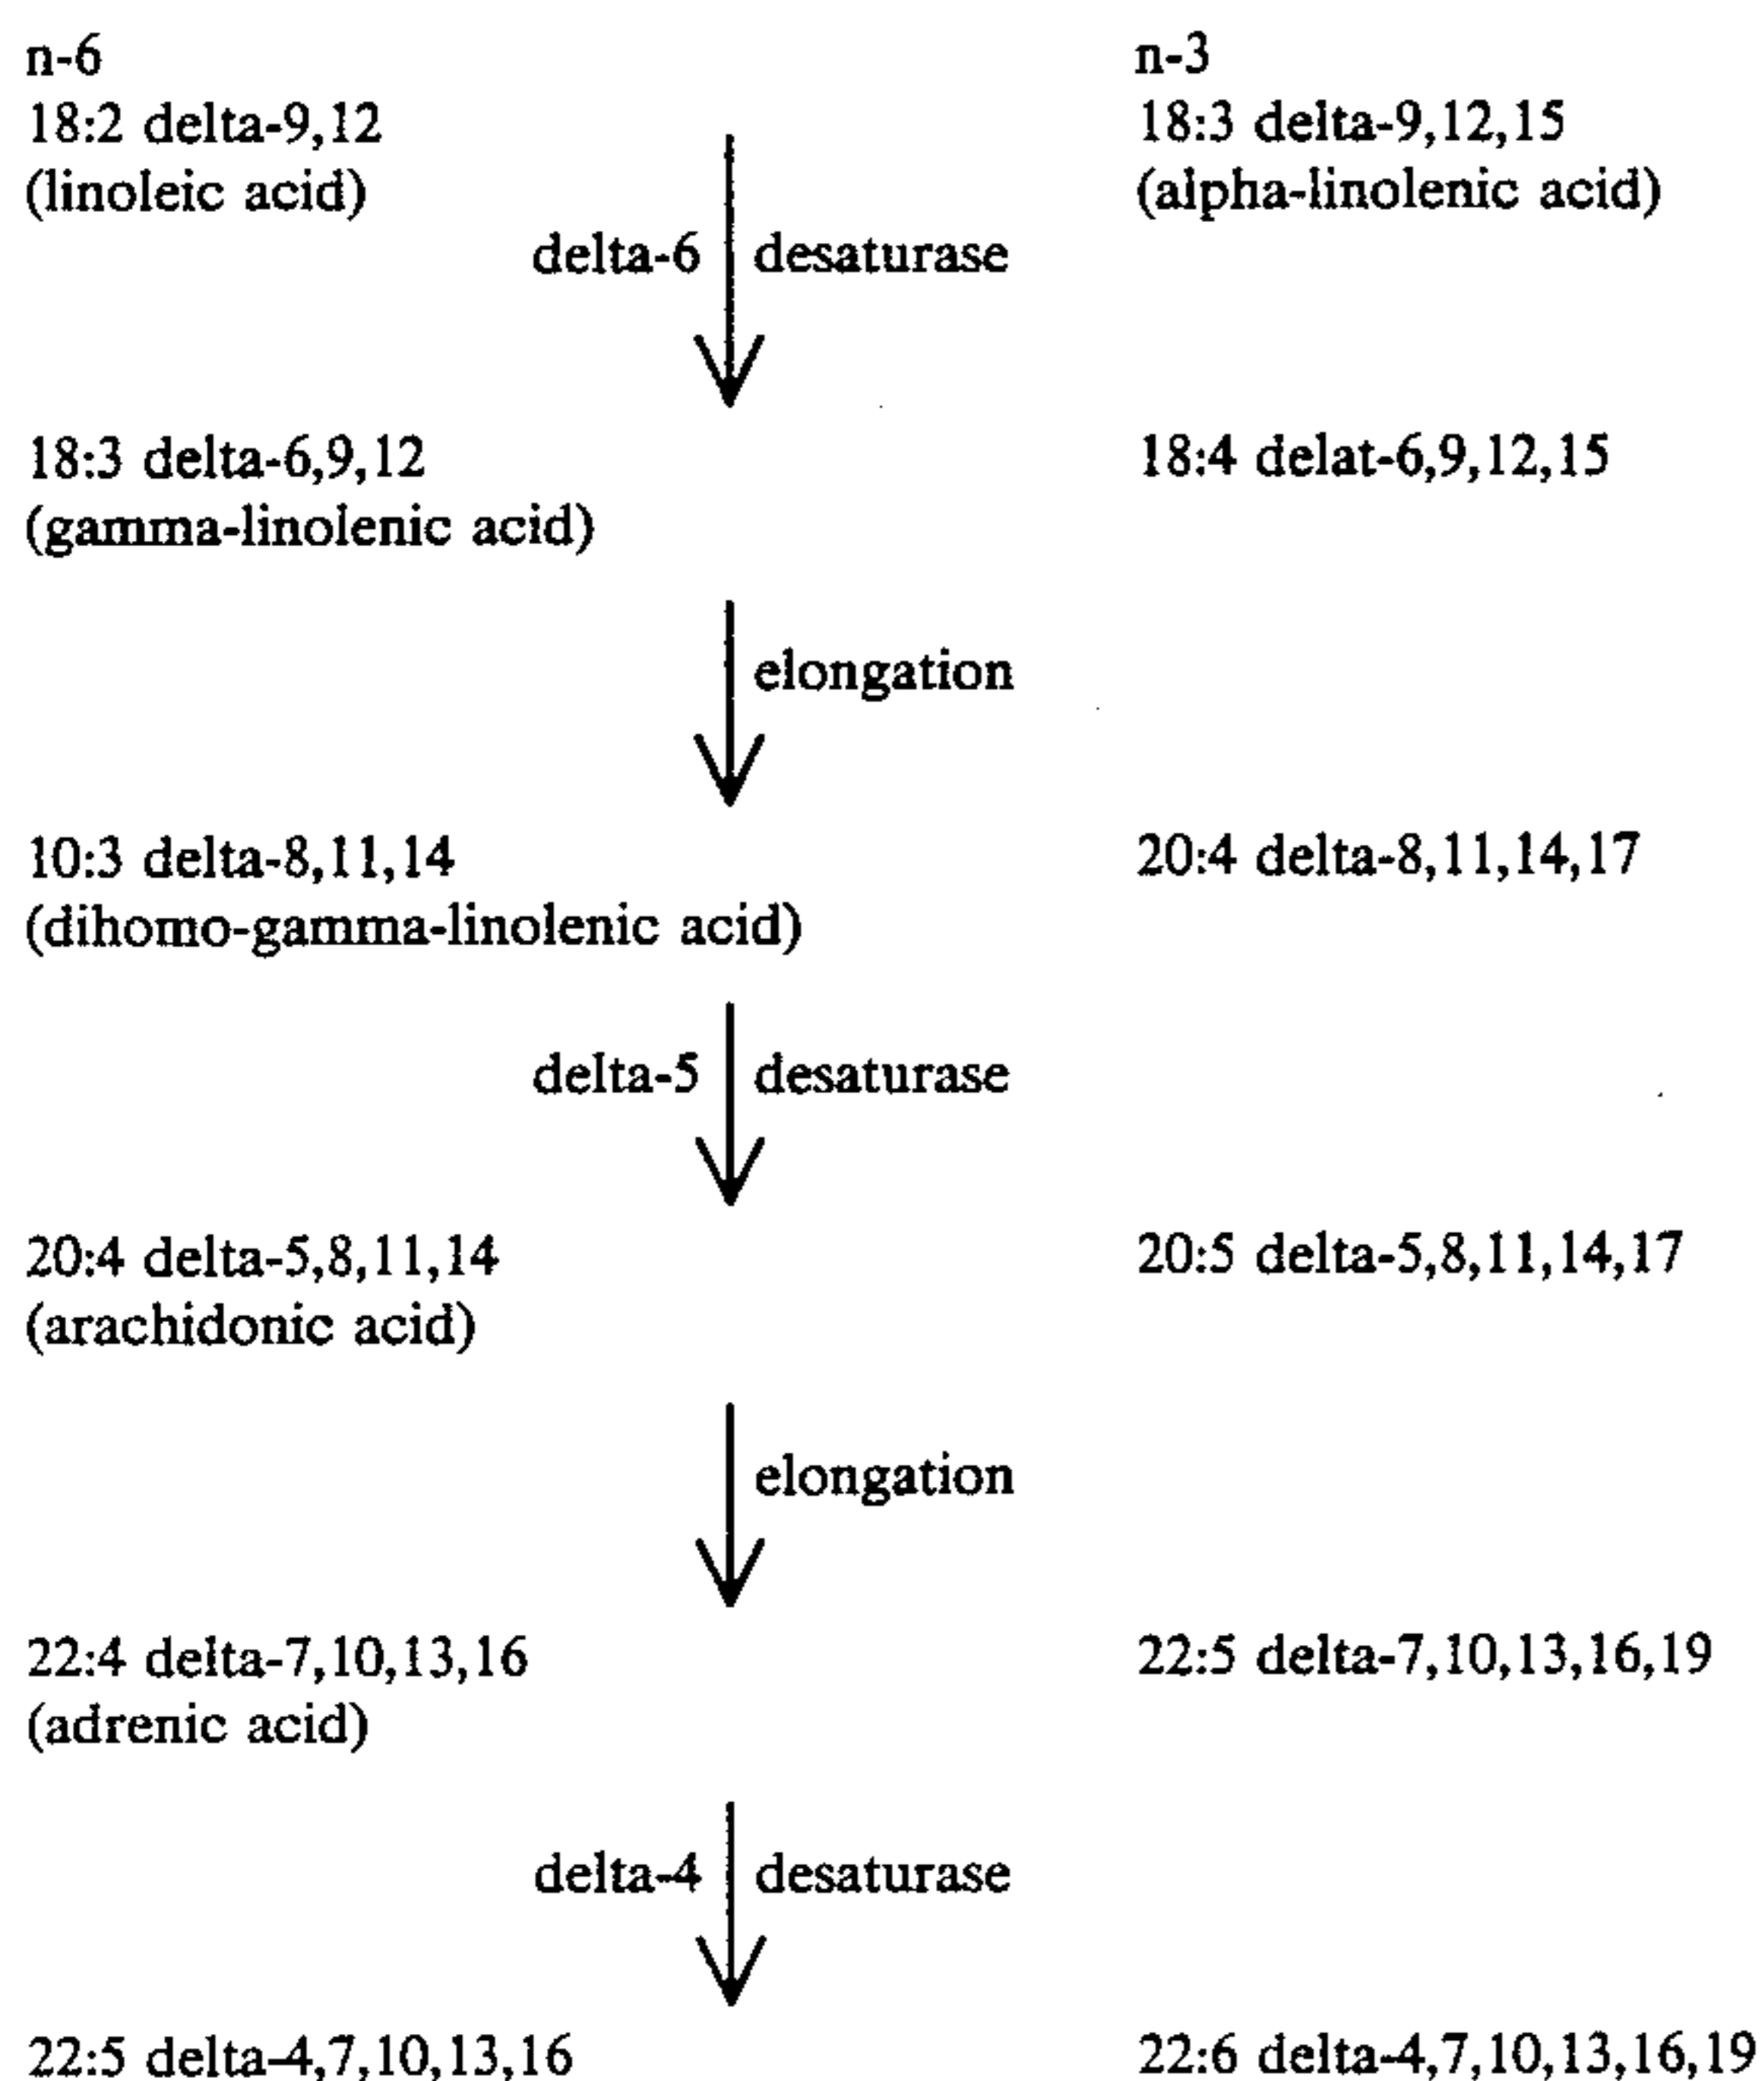 n-6
n-3
18:2 delta-9,12
18:3 delta-9,12,15
(linoleic acid)
(alpha-linolenic acid)
delta-6 desaturase
18:3 delta-6,9,12
18:4 delat-6,9,12,15
(gamma-linolenic acid)
elongation
10:3 delta-8,11,14
20:4 delta-8,11,14,17
(dihomo-gamma-linolenic acid)
delta-5 desaturase
20:4 delta-5,8,11,14
20:5 delta-5,8,11,14,17
(arachidonic acid)
elongation
22:4 delta-7,10,13,16
22:5 delta-7,10,13,16,19
(adrenic acid)
delta-4 desaturase
22:5 delta-4,7,10,13,16
22:6 delta-4,7,10,13,16,19